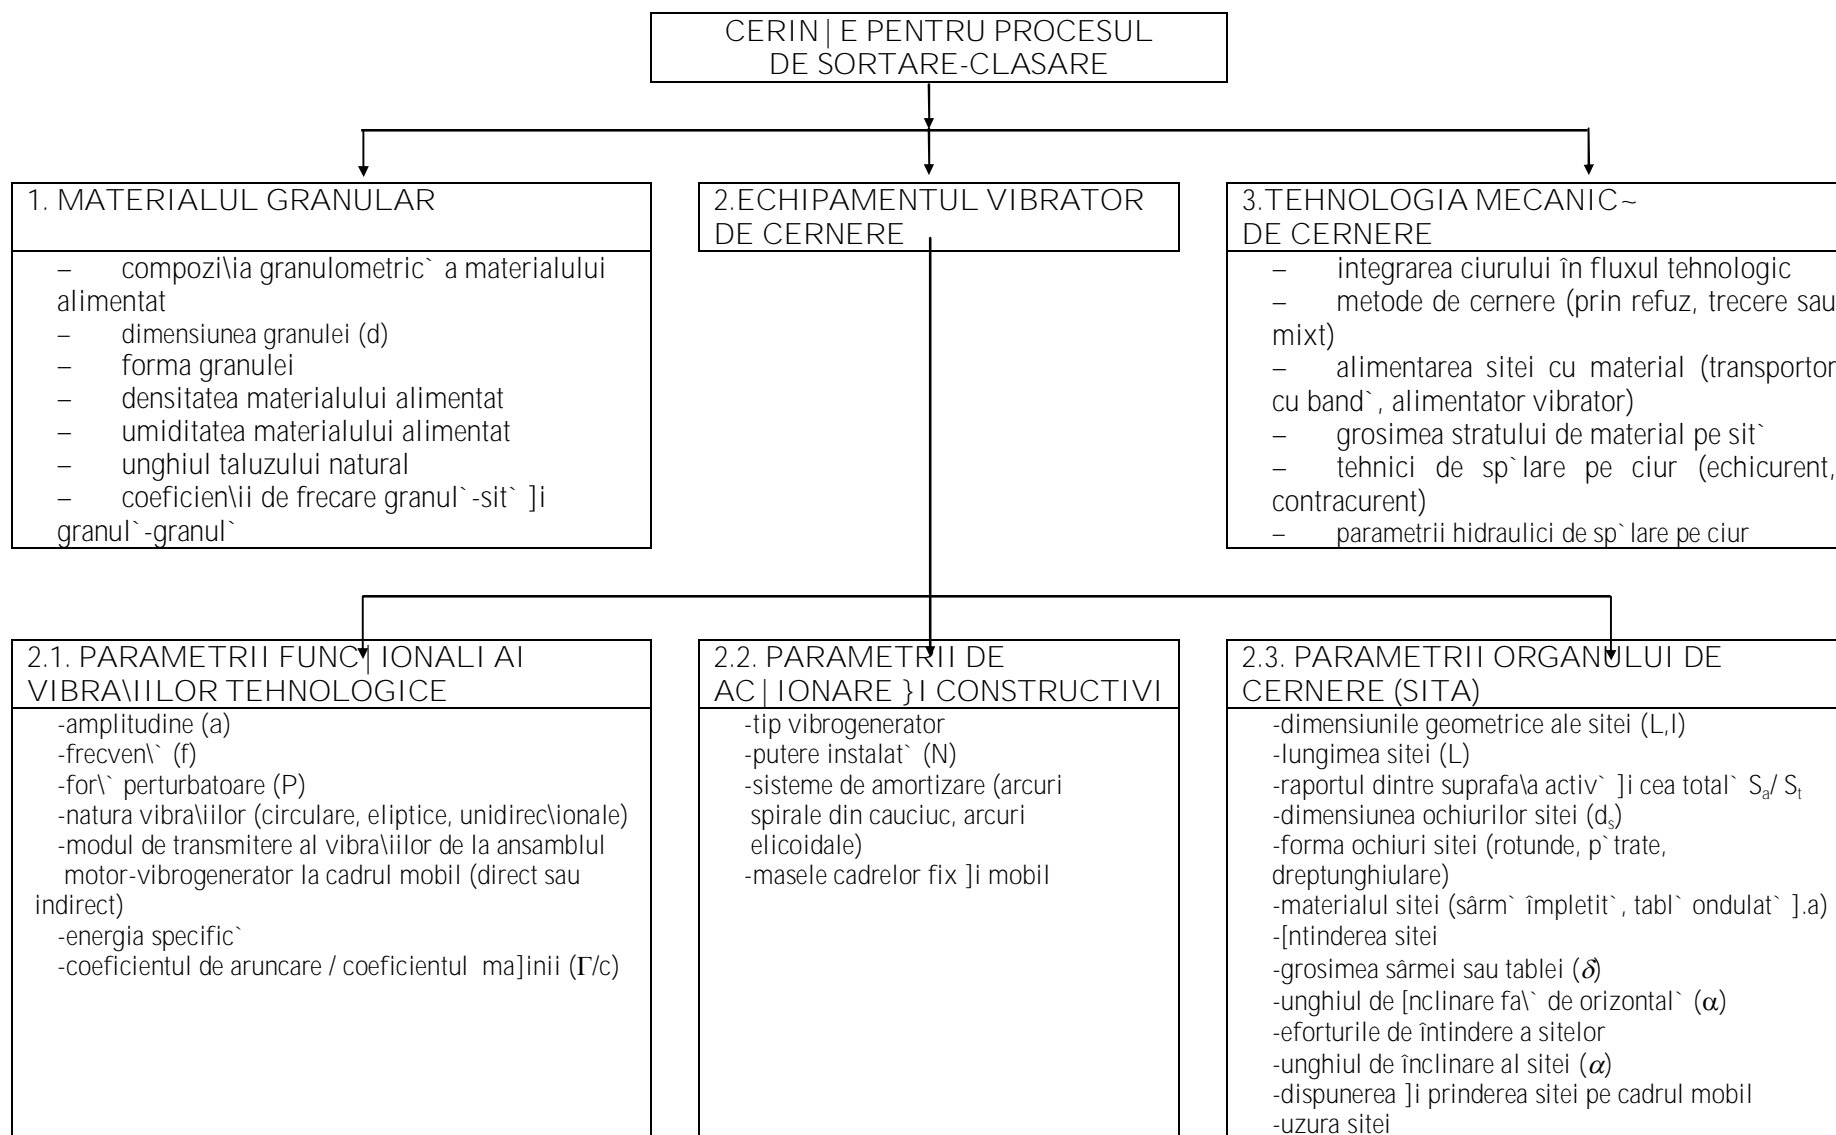 CERIN|E PENTRU PROCESUL
DE SORTARE-CLASARE
1. MATERIALUL GRANULAR
– compozi\ia granulometric` a materialului
alimentat
– dimensiunea granulei (d)
– forma granulei
– densitatea materialului alimentat
– umiditatea materialului alimentat
– unghiul taluzului natural
– coeficien\ii de frecare granul`-sit` ]i
granul`-granul`
2.ECHIPAMENTUL VIBRATOR
DE CERNERE
3.TEHNOLOGIA MECANIC~
DE CERNERE
– integrarea ciurului în fluxul tehnologic
– metode de cernere (prin refuz, trecere sau
mixt)
– alimentarea sitei cu material (transportor
cu band`, alimentator vibrator)
– grosimea stratului de material pe sit`
– tehnici de sp`lare pe ciur (echicurent,
contracurent)
– parametrii hidraulici de sp`lare pe ciur
2.1. PARAMETRII FUNC|IONALI AI
VIBRA\IILOR TEHNOLOGICE
-amplitudine (a)
-frecven\` (f)
-for\` perturbatoare (P)
-natura vibra\iilor (circulare, eliptice, unidirec\ionale)
-modul de transmitere al vibra\iilor de la ansamblul
motor-vibrogenerator la cadrul mobil (direct sau
indirect)
-energia specific`
-coeficientul de aruncare / coeficientul ma]inii (Γ/c)
2.2. PARAMETRII DE
AC|IONARE }I CONSTRUCTIVI
-tip vibrogenerator
-putere instalat` (N)
-sisteme de amortizare (arcuri
spirale din cauciuc, arcuri
elicoidale)
-masele cadrelor fix ]i mobil
2.3. PARAMETRII ORGANULUI DE
CERNERE (SITA)
-dimensiunile geometrice ale sitei (L,l)
-lungimea sitei (L)
-raportul dintre suprafa\a activ` ]i cea total` Sa/ St
-dimensiunea ochiurilor sitei (ds)
-forma ochiuri sitei (rotunde, p`trate,
dreptunghiulare)
-materialul sitei (sârm` împletit`, tabl` ondulat` ].a)
-[ntinderea sitei
-grosimea sârmei sau tablei (δ)
-unghiul de [nclinare fa\` de orizontal` (α)
-eforturile de întindere a sitelor
-unghiul de înclinare al sitei (α)
-dispunerea ]i prinderea sitei pe cadrul mobil
-uzura sitei